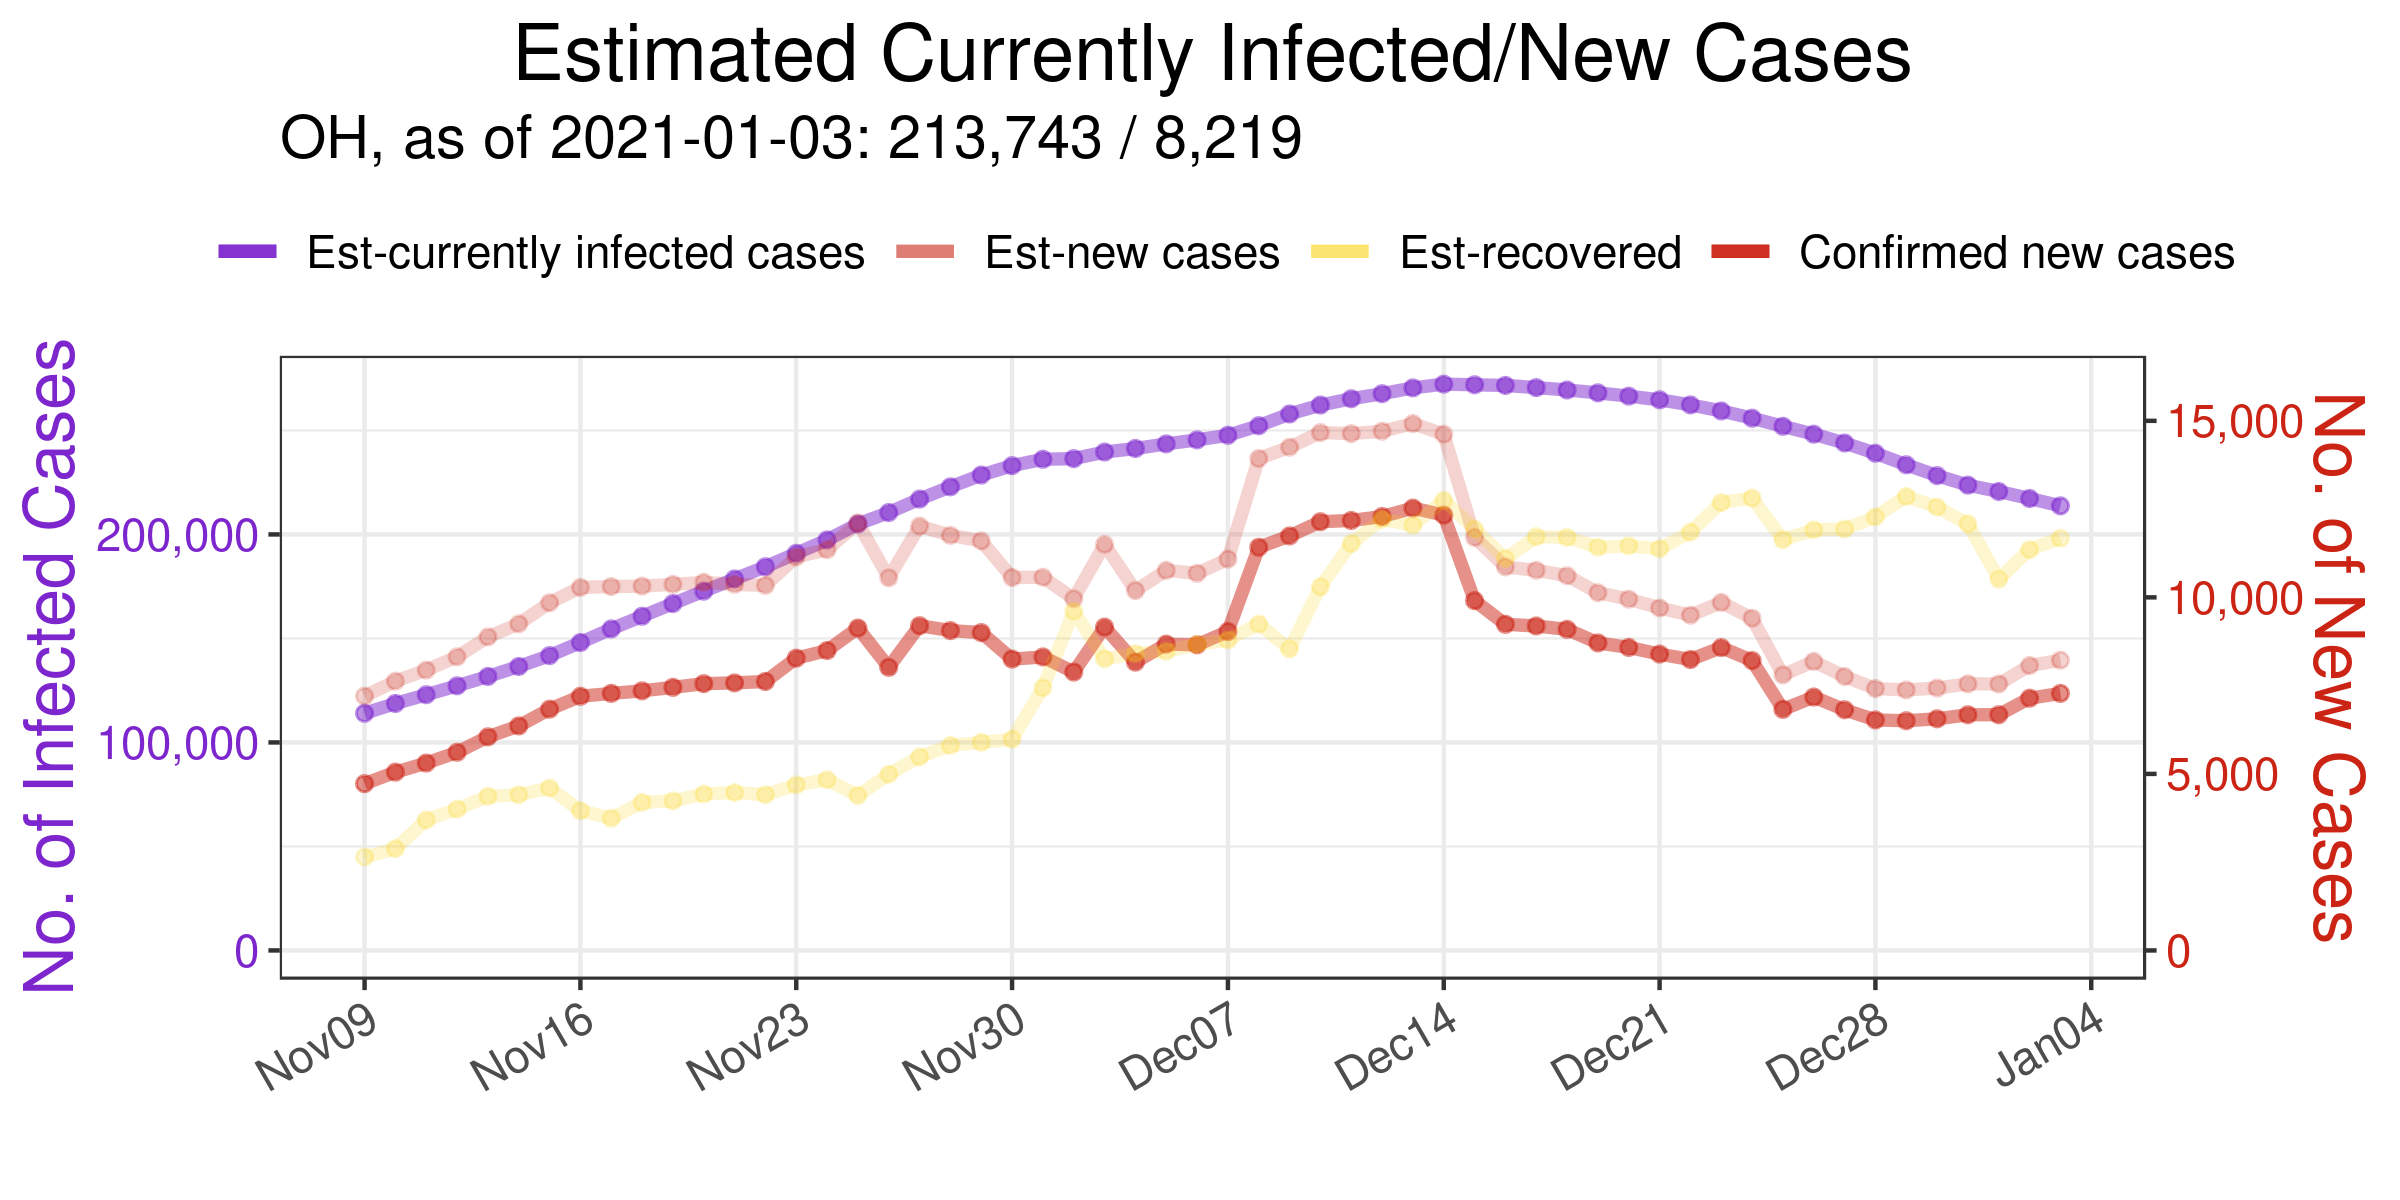 Estimated Currently Infected/New Cases
OH, as of 2021-01-03: 213,743 / 8,219
Est-currently infected cases Est-new cases Est-recovered Confirmed new cases
No. of Infected Cases
200,000
100,000
0
15,000
10,000
5,000
0
No. of New Cases
Nov09 Nov16 Nov23 Nov30 Dec07 Dec14 Dec21 Dec28 Jan04